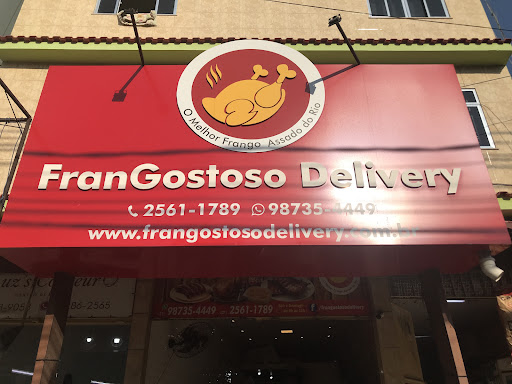 O Melhor Frango Assado do Rio
FranGostoso Delivery
2561-1789 98735-4449
www.frangostosodelivery.com.br
98735-4449 2561-1789